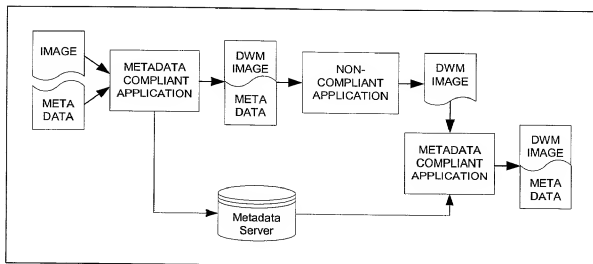 IMAGE
META
DATA
METADATA
COMPLIANT
APPLICATION
DWM
IMAGE
META
DATA
NON-
COMPLIANT
APPLICATION
DWM
IMAGE
METADATA
COMPLIANT
APPLICATION
DWM
IMAGE
META
DATA
Metadata
Server